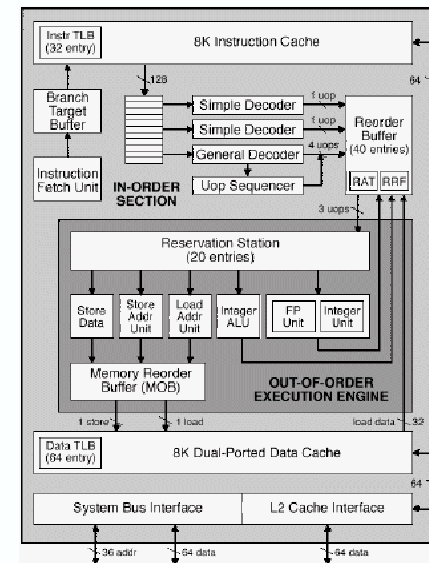 Instr TLB
(32 entry)
8K Instruction Cache
128
64
Branch
Target
Buffer
Simple Decoder
1 uop
Simple Decoder
1 uop
General Decoder
4 uops
Uop Sequencer
Reorder
Buffer
(40 entries)
RAT
RRF
Instruction
Fetch Unit
IN-ORDER
SECTION
3 uops
Reservation Station
(20 entries)
Store
Data
Store
Addr
Unit
Load
Addr
Unit
Integer
ALU
FP
Unit
Integer
Unit
Memory Reorder
Buffer (MOB)
OUT-OF-ORDER
EXECUTION ENGINE
1 store
1 load
load data
32
Data TLB
(64 entry)
8K Dual-Ported Data Cache
64
System Bus Interface
L2 Cache Interface
36 addr
64 data
64 data